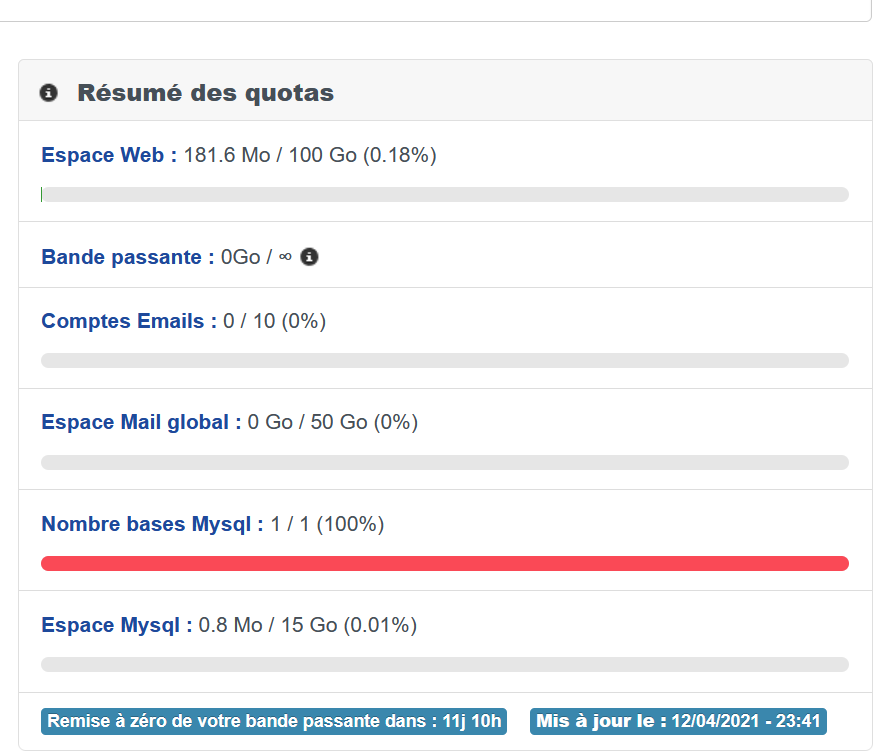 Résumé des quotas
Espace Web : 181.6 Mo / 100 Go (0.18%)
Bande passante : 0Go / ∞
Comptes Emails : 0 / 10 (0%)
Espace Mail global : 0 Go / 50 Go (0%)
Nombre bases Mysql : 1 / 1 (100%)
Espace Mysql : 0.8 Mo / 15 Go (0.01%)
Remise à zéro de votre bande passante dans : 11j 10h
Mis à jour le : 12/04/2021 - 23:41